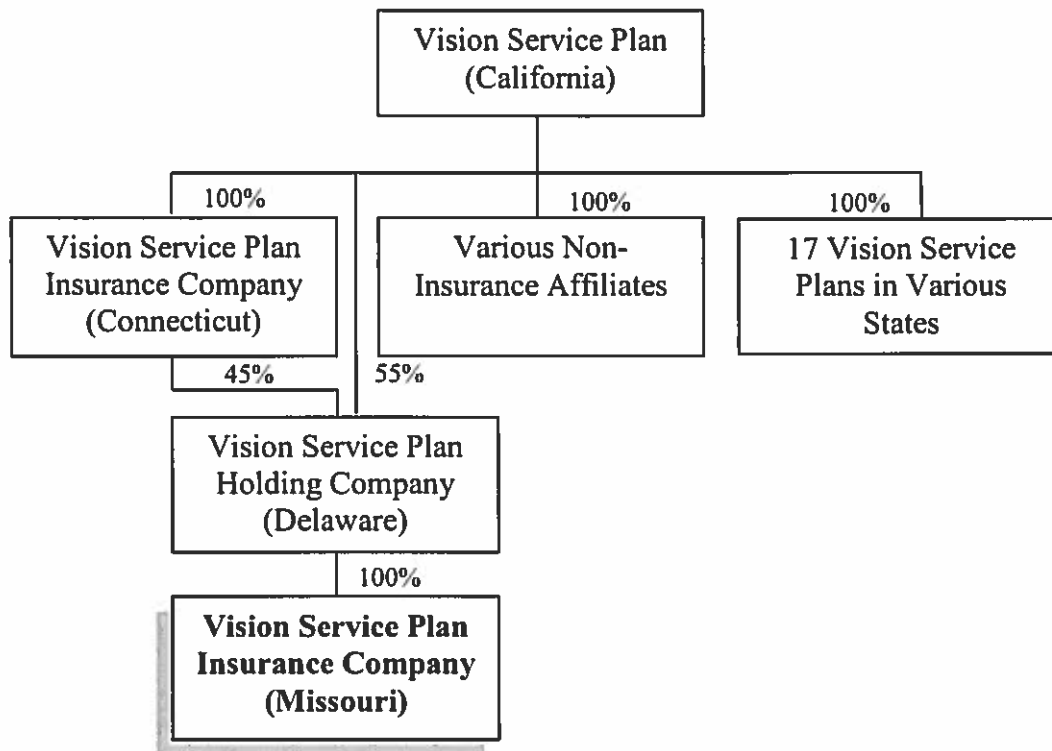 Vision Service Plan
(California)
100%
100%
100%
Vision Service Plan
Insurance Company
(Connecticut)
Various Non-
Insurance Affiliates
17 Vision Service
Plans in Various
States
45%
55%
Vision Service Plan
Holding Company
(Delaware)
100%
Vision Service Plan
Insurance Company
(Missouri)